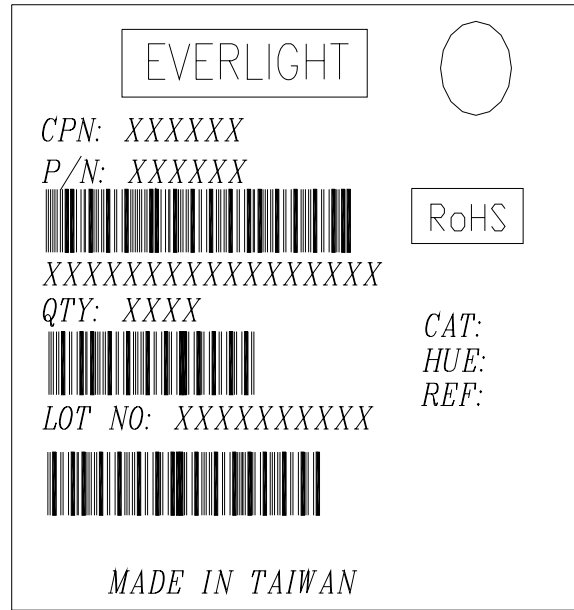 EVERLIGHT
CPN: XXXXXX
P/N: XXXXXX
RoHS
XXXXXXXXXXXXXXXXX
QTY: XXXX
CAT:
HUE:
REF:
LOT NO: XXXXXXXXXX
MADE IN TAIWAN